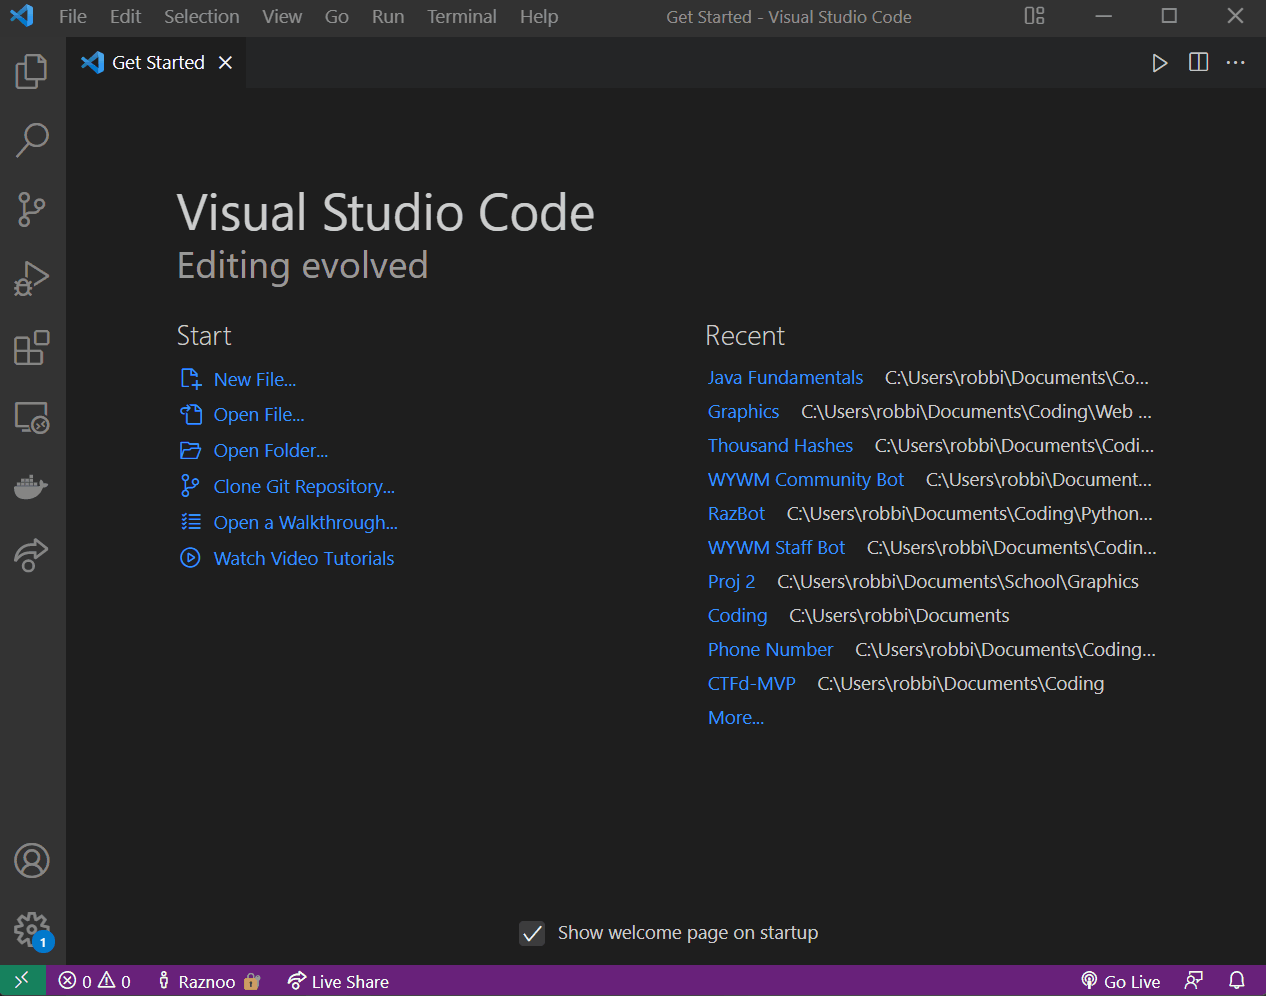 File Edit Selection View Go Run Terminal Help Get Started - Visual Studio Code
Get Started
Visual Studio Code
Editing evolved
Start
New File...
Open File...
Open Folder...
Clone Git Repository...
Open a Walkthrough...
Watch Video Tutorials
Recent
Java Fundamentals C:\Users\robbi\Documents\Co...
Graphics C:\Users\robbi\Documents\Coding\Web ...
Thousand Hashes C:\Users\robbi\Documents\Codi...
WYWM Community Bot C:\Users\robbi\Document...
RazBot C:\Users\robbi\Documents\Coding\Python...
WYWM Staff Bot C:\Users\robbi\Documents\Codin...
Proj 2 C:\Users\robbi\Documents\School\Graphics
Coding C:\Users\robbi\Documents
Phone Number C:\Users\robbi\Documents\Coding...
CTFd-MVP C:\Users\robbi\Documents\Coding
More...
Show welcome page on startup
1
0 0 Raznoo Live Share Go Live